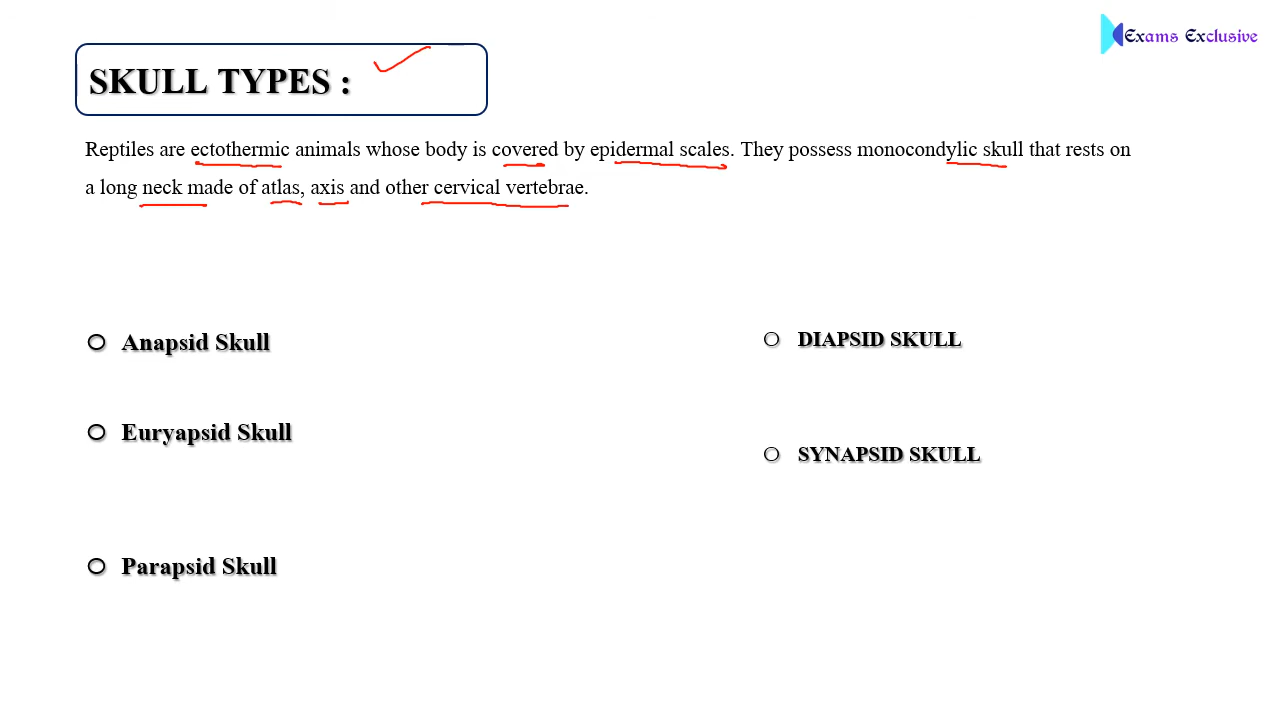 Exams Exclusive
SKULL TYPES :
Reptiles are ectothermic animals whose body is covered by epidermal scales. They possess monocondylic skull that rests on
a long neck made of atlas, axis and other cervical vertebrae.
Anapsid Skull
DIAPSID SKULL
Euryapsid Skull
SYNAPSID SKULL
Parapsid Skull